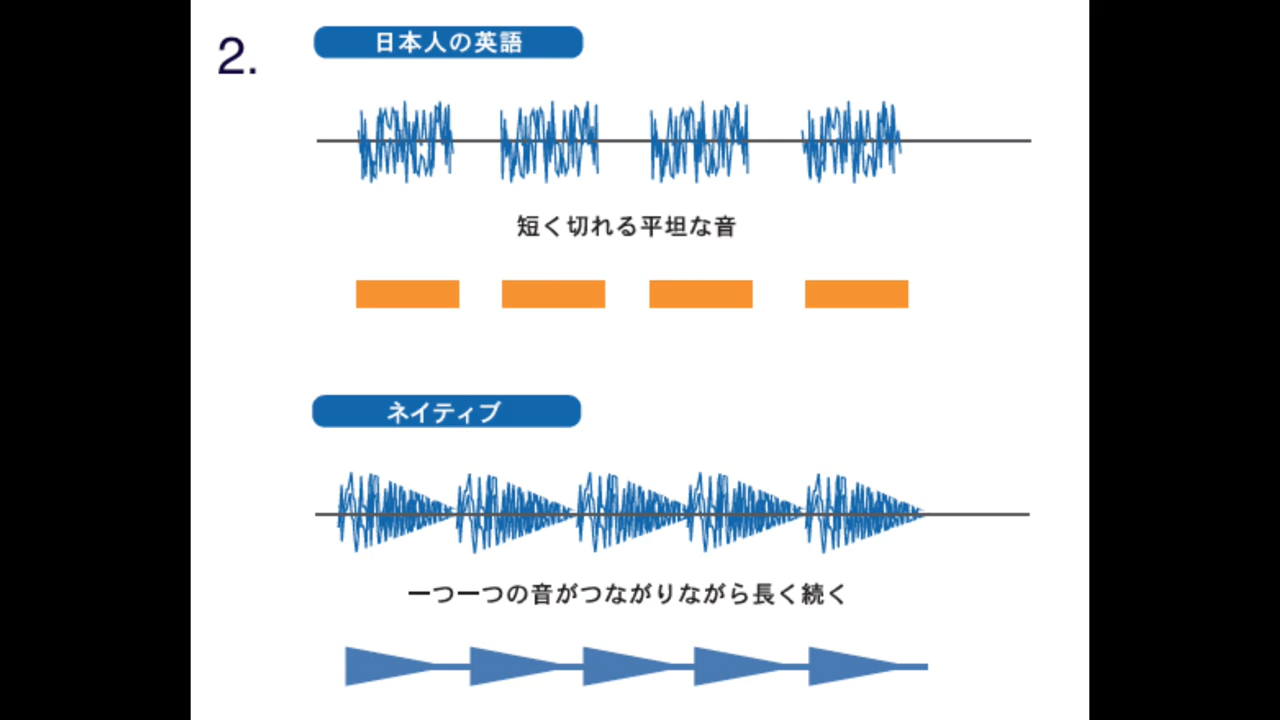 2.
日本人の英語
短く切れる平坦な音
ネイティブ
一つ一つの音がつながりながら長く続く